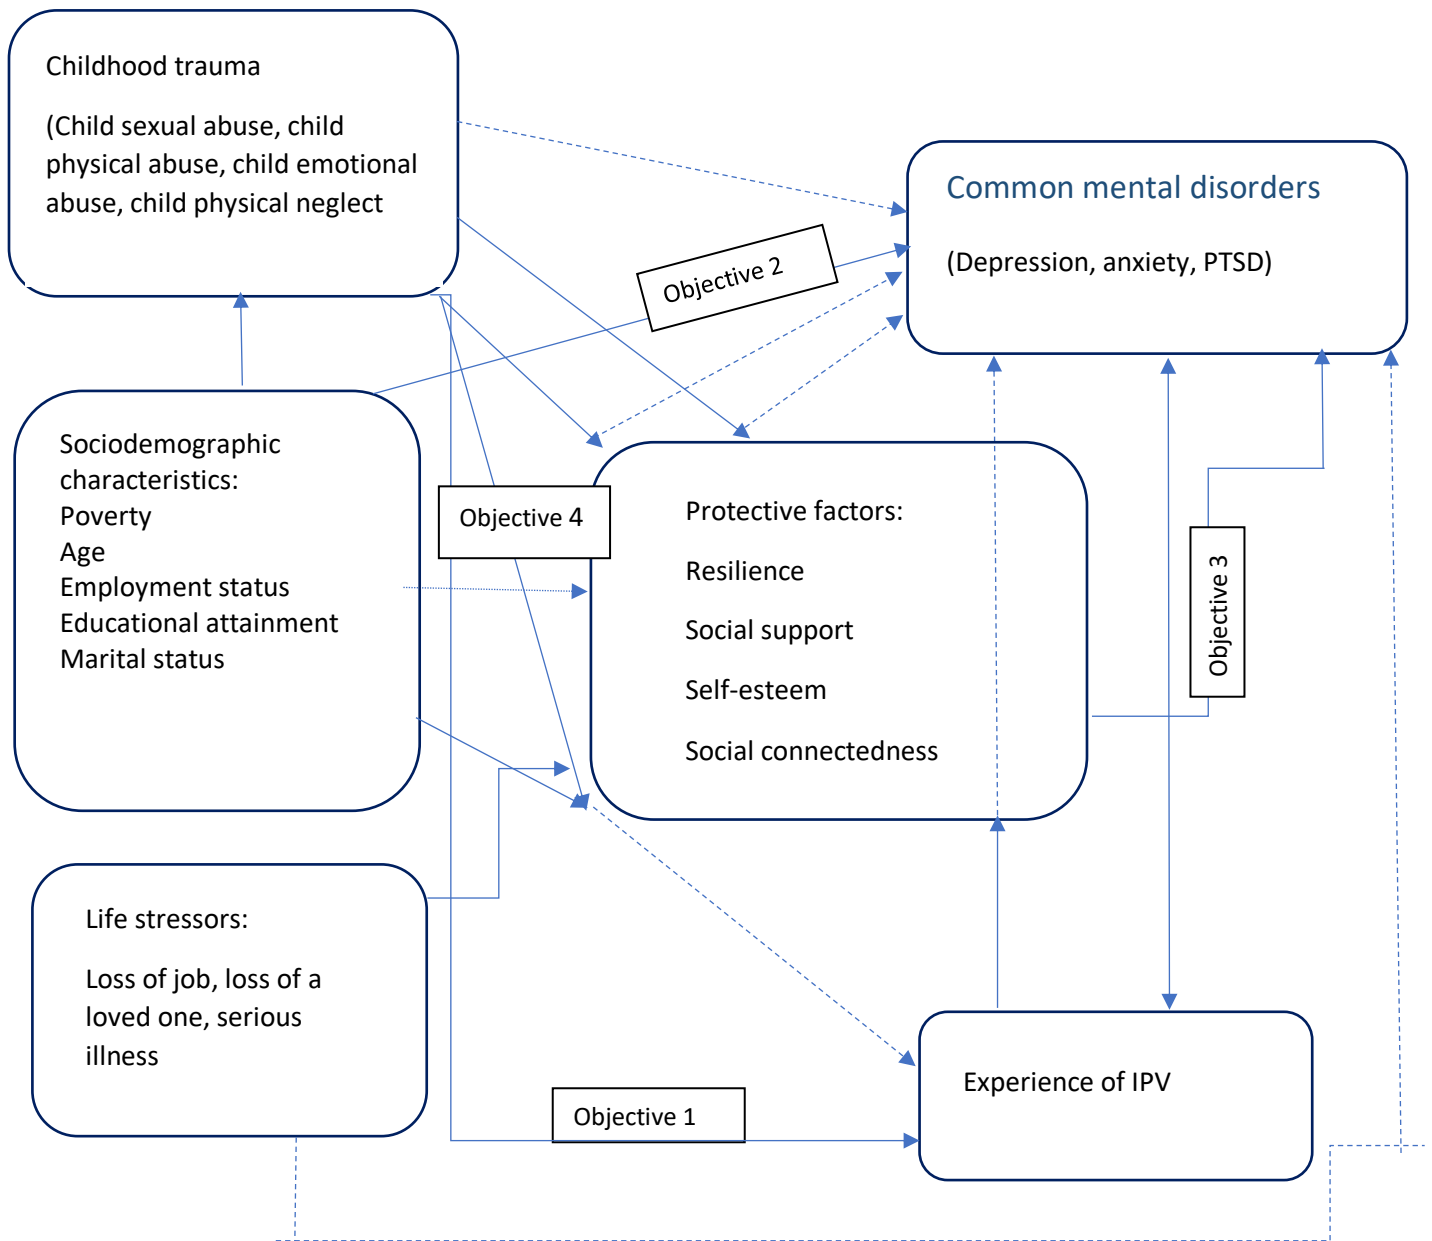 Childhood trauma
(Child sexual abuse, child
physical abuse, child emotional
abuse, child physical neglect
Common mental disorders
(Depression, anxiety, PTSD)
Objective 2
Sociodemographic
characteristics:
Poverty
Age
Employment status
Educational attainment
Marital status
Objective 4
Protective factors:
Resilience
Social support
Self-esteem
Social connectedness
Objective 3
Life stressors:
Loss of job, loss of a
loved one, serious
illness
Experience of IPV
Objective 1